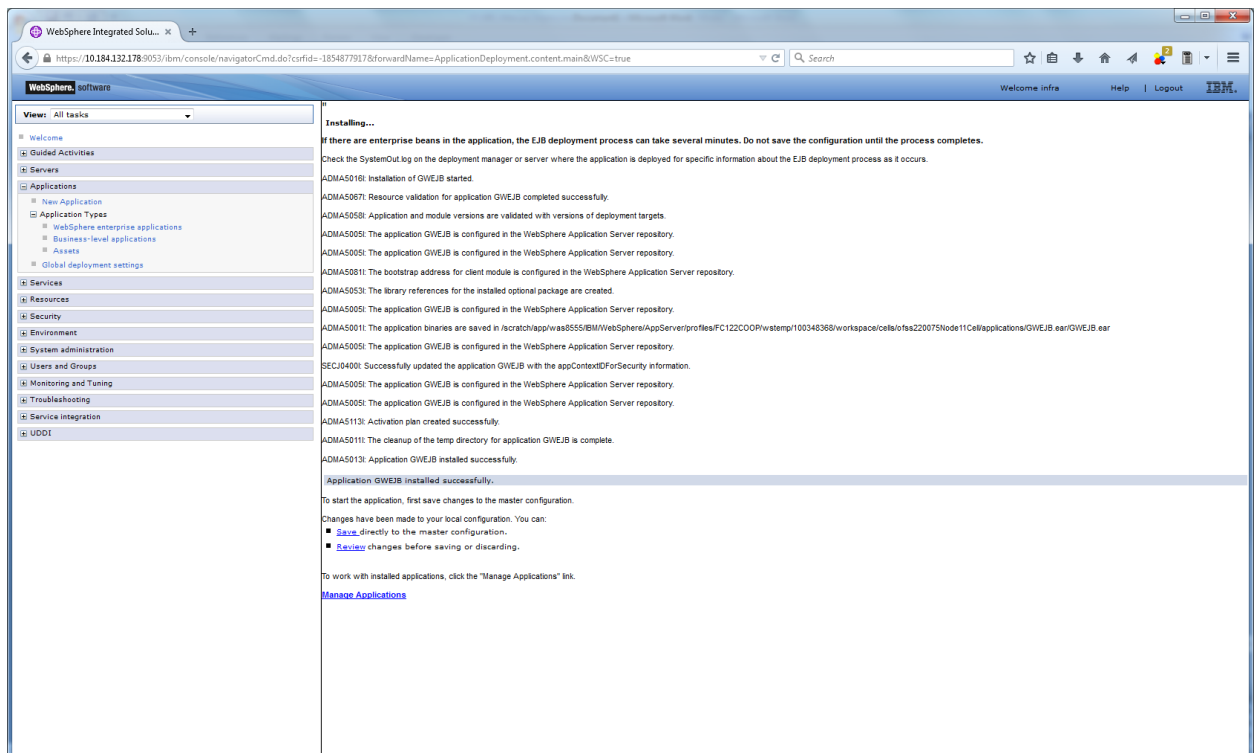 WebSphere Integrated Solu... × +
https://10.184.132.178:9053/ibm/console/navigatorCmd.do?csrfid=-1854877917&forwardName=ApplicationDeployment.content.main&WSC=true
Search
2
WebSphere. software
Welcome infra
Help | Logout
IBM.
View: All tasks
Welcome
Guided Activities
Servers
Applications
New Application
Application Types
WebSphere enterprise applications
Business-level applications
Assets
Global deployment settings
Services
Resources
Security
Environment
System administration
Users and Groups
Monitoring and Tuning
Troubleshooting
Service integration
UDDI
"
Installing...
If there are enterprise beans in the application, the EJB deployment process can take several minutes. Do not save the configuration until the process completes.
Check the SystemOut.log on the deployment manager or server where the application is deployed for specific information about the EJB deployment process as it occurs.
ADMA5016I: Installation of GWEJB started.
ADMA5067I: Resource validation for application GWEJB completed successfully.
ADMA5058I: Application and module versions are validated with versions of deployment targets.
ADMA5005I: The application GWEJB is configured in the WebSphere Application Server repository.
ADMA5005I: The application GWEJB is configured in the WebSphere Application Server repository.
ADMA5081I: The bootstrap address for client module is configured in the WebSphere Application Server repository.
ADMA5053I: The library references for the installed optional package are created.
ADMA5005I: The application GWEJB is configured in the WebSphere Application Server repository.
ADMA5001I: The application binaries are saved in /scratch/app/was8555/IBM/WebSphere/AppServer/profiles/FC122COOP/wstemp/100348368/workspace/cells/ofss220075Node11Cell/applications/GWEJB.ear/GWEJB.ear
ADMA5005I: The application GWEJB is configured in the WebSphere Application Server repository.
SECJ0400I: Successfully updated the application GWEJB with the appContextIDForSecurity information.
ADMA5005I: The application GWEJB is configured in the WebSphere Application Server repository.
ADMA5005I: The application GWEJB is configured in the WebSphere Application Server repository.
ADMA5113I: Activation plan created successfully.
ADMA5011I: The cleanup of the temp directory for application GWEJB is complete.
ADMA5013I: Application GWEJB installed successfully.
Application GWEJB installed successfully.
To start the application, first save changes to the master configuration.
Changes have been made to your local configuration. You can:
Save directly to the master configuration.
Review changes before saving or discarding.
To work with installed applications, click the "Manage Applications" link.
Manage Applications